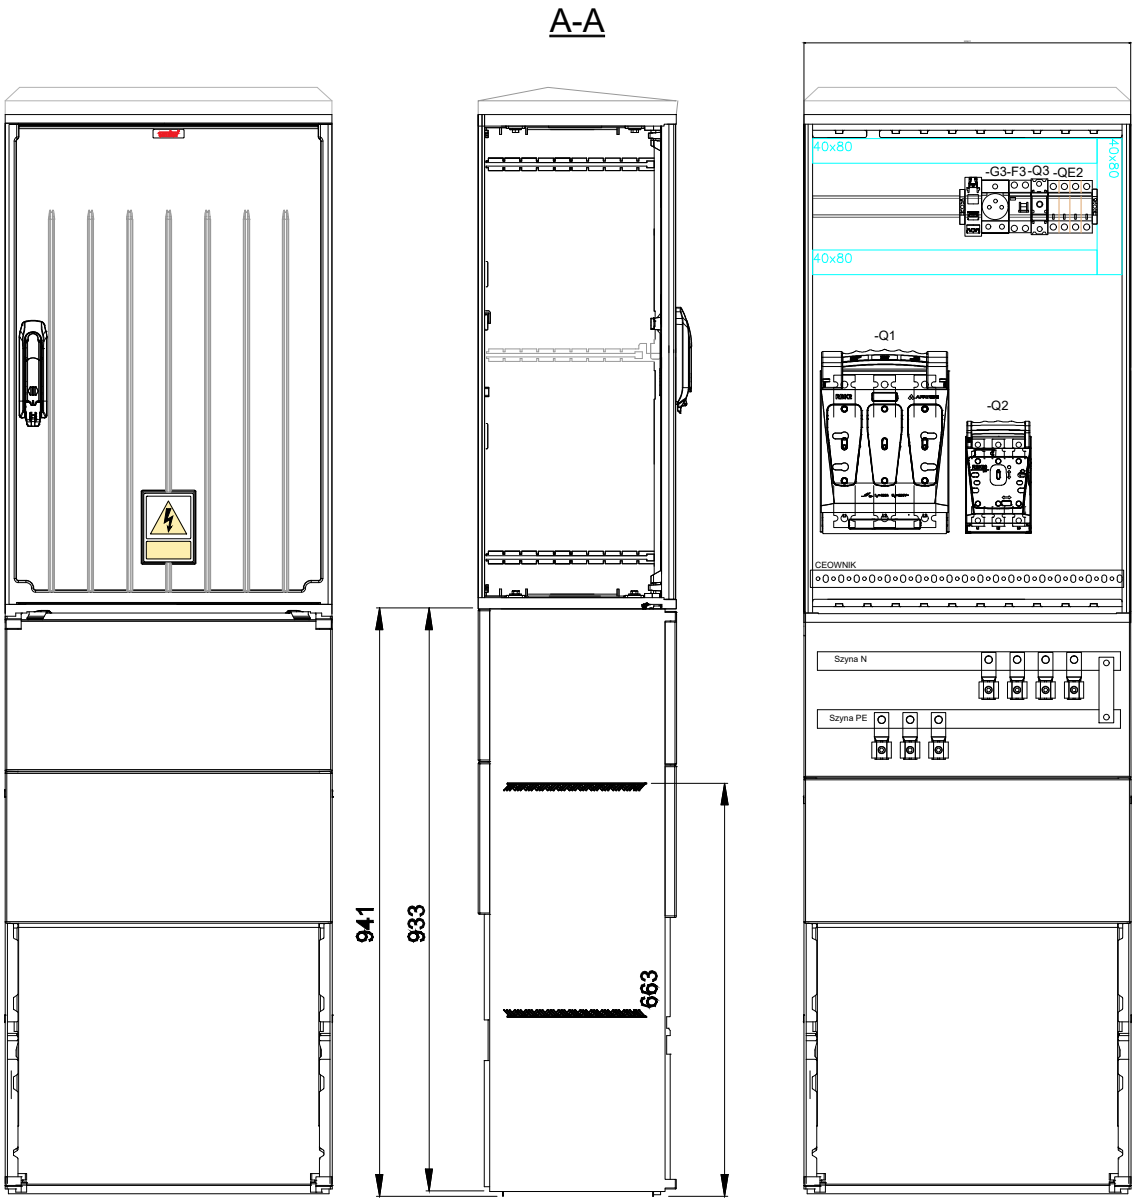 A-A
40x80
40x80
-G3-F3-Q3 -QE2
40x80
-Q1
-Q2
CEOWNIK
Szyna N
Szyna PE
941
933
663